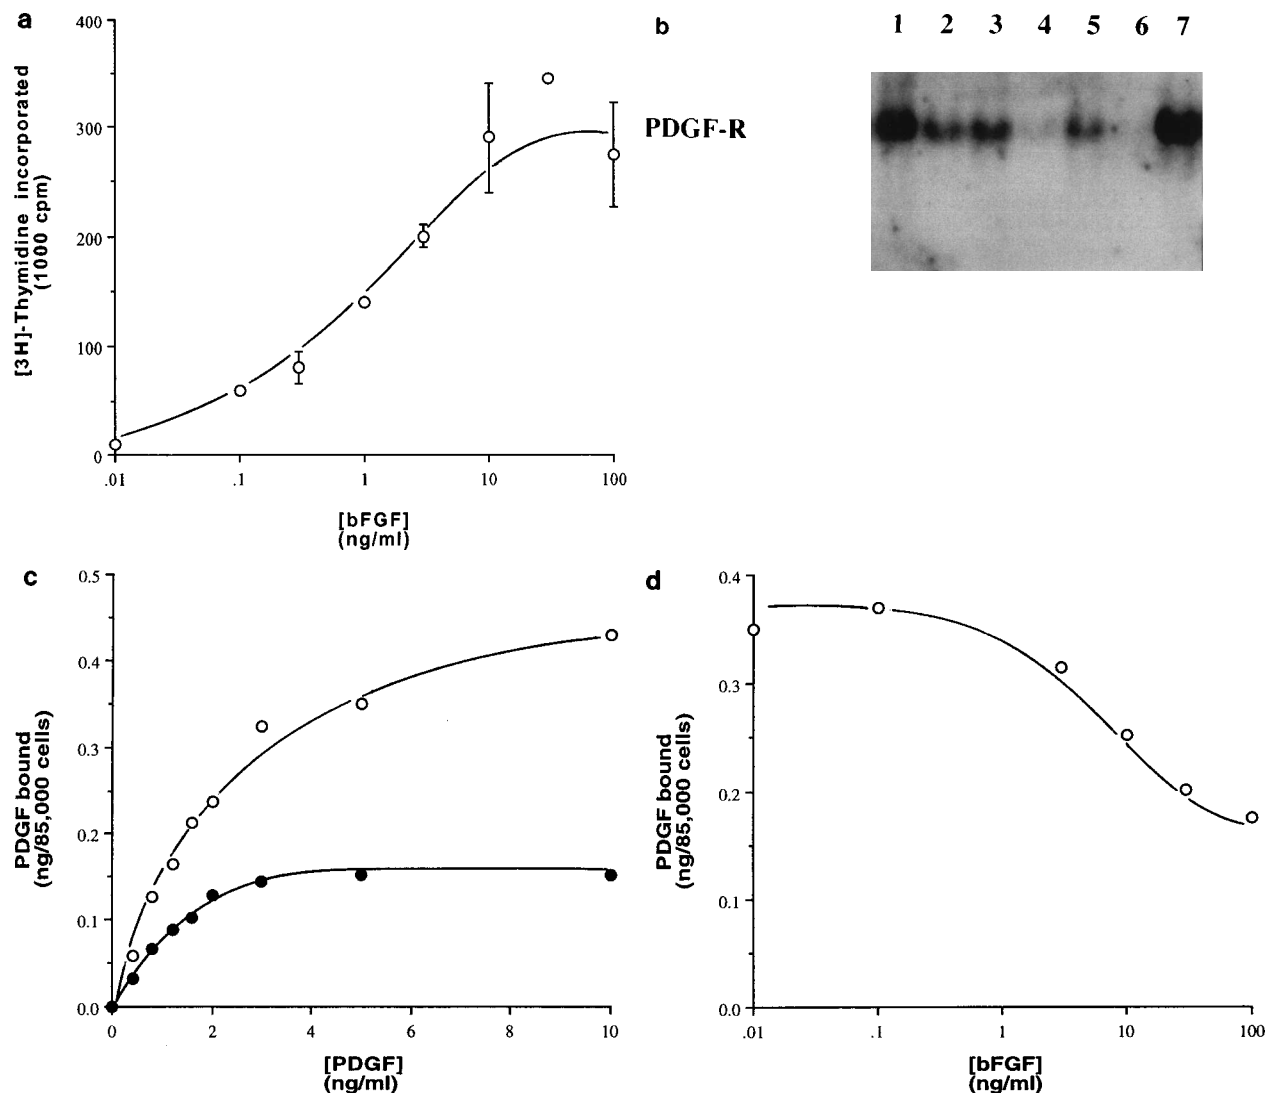 a
400
300
200
100
0
[3H]-Thymidine incorporated
(1000 cpm)
.01 .1 1 10 100
[bFGF]
(ng/ml)
b
1 2 3 4 5 6 7
PDGF-R
c
0.5
0.4
0.3
0.2
0.1
0.0
PDGF bound
(ng/85,000 cells)
0 2 4 6 8 10
[PDGF]
(ng/ml)
d
0.4
0.3
0.2
0.1
0.0
PDGF bound
(ng/85,000 cells)
.01 .1 1 10 100
[bFGF]
(ng/ml)